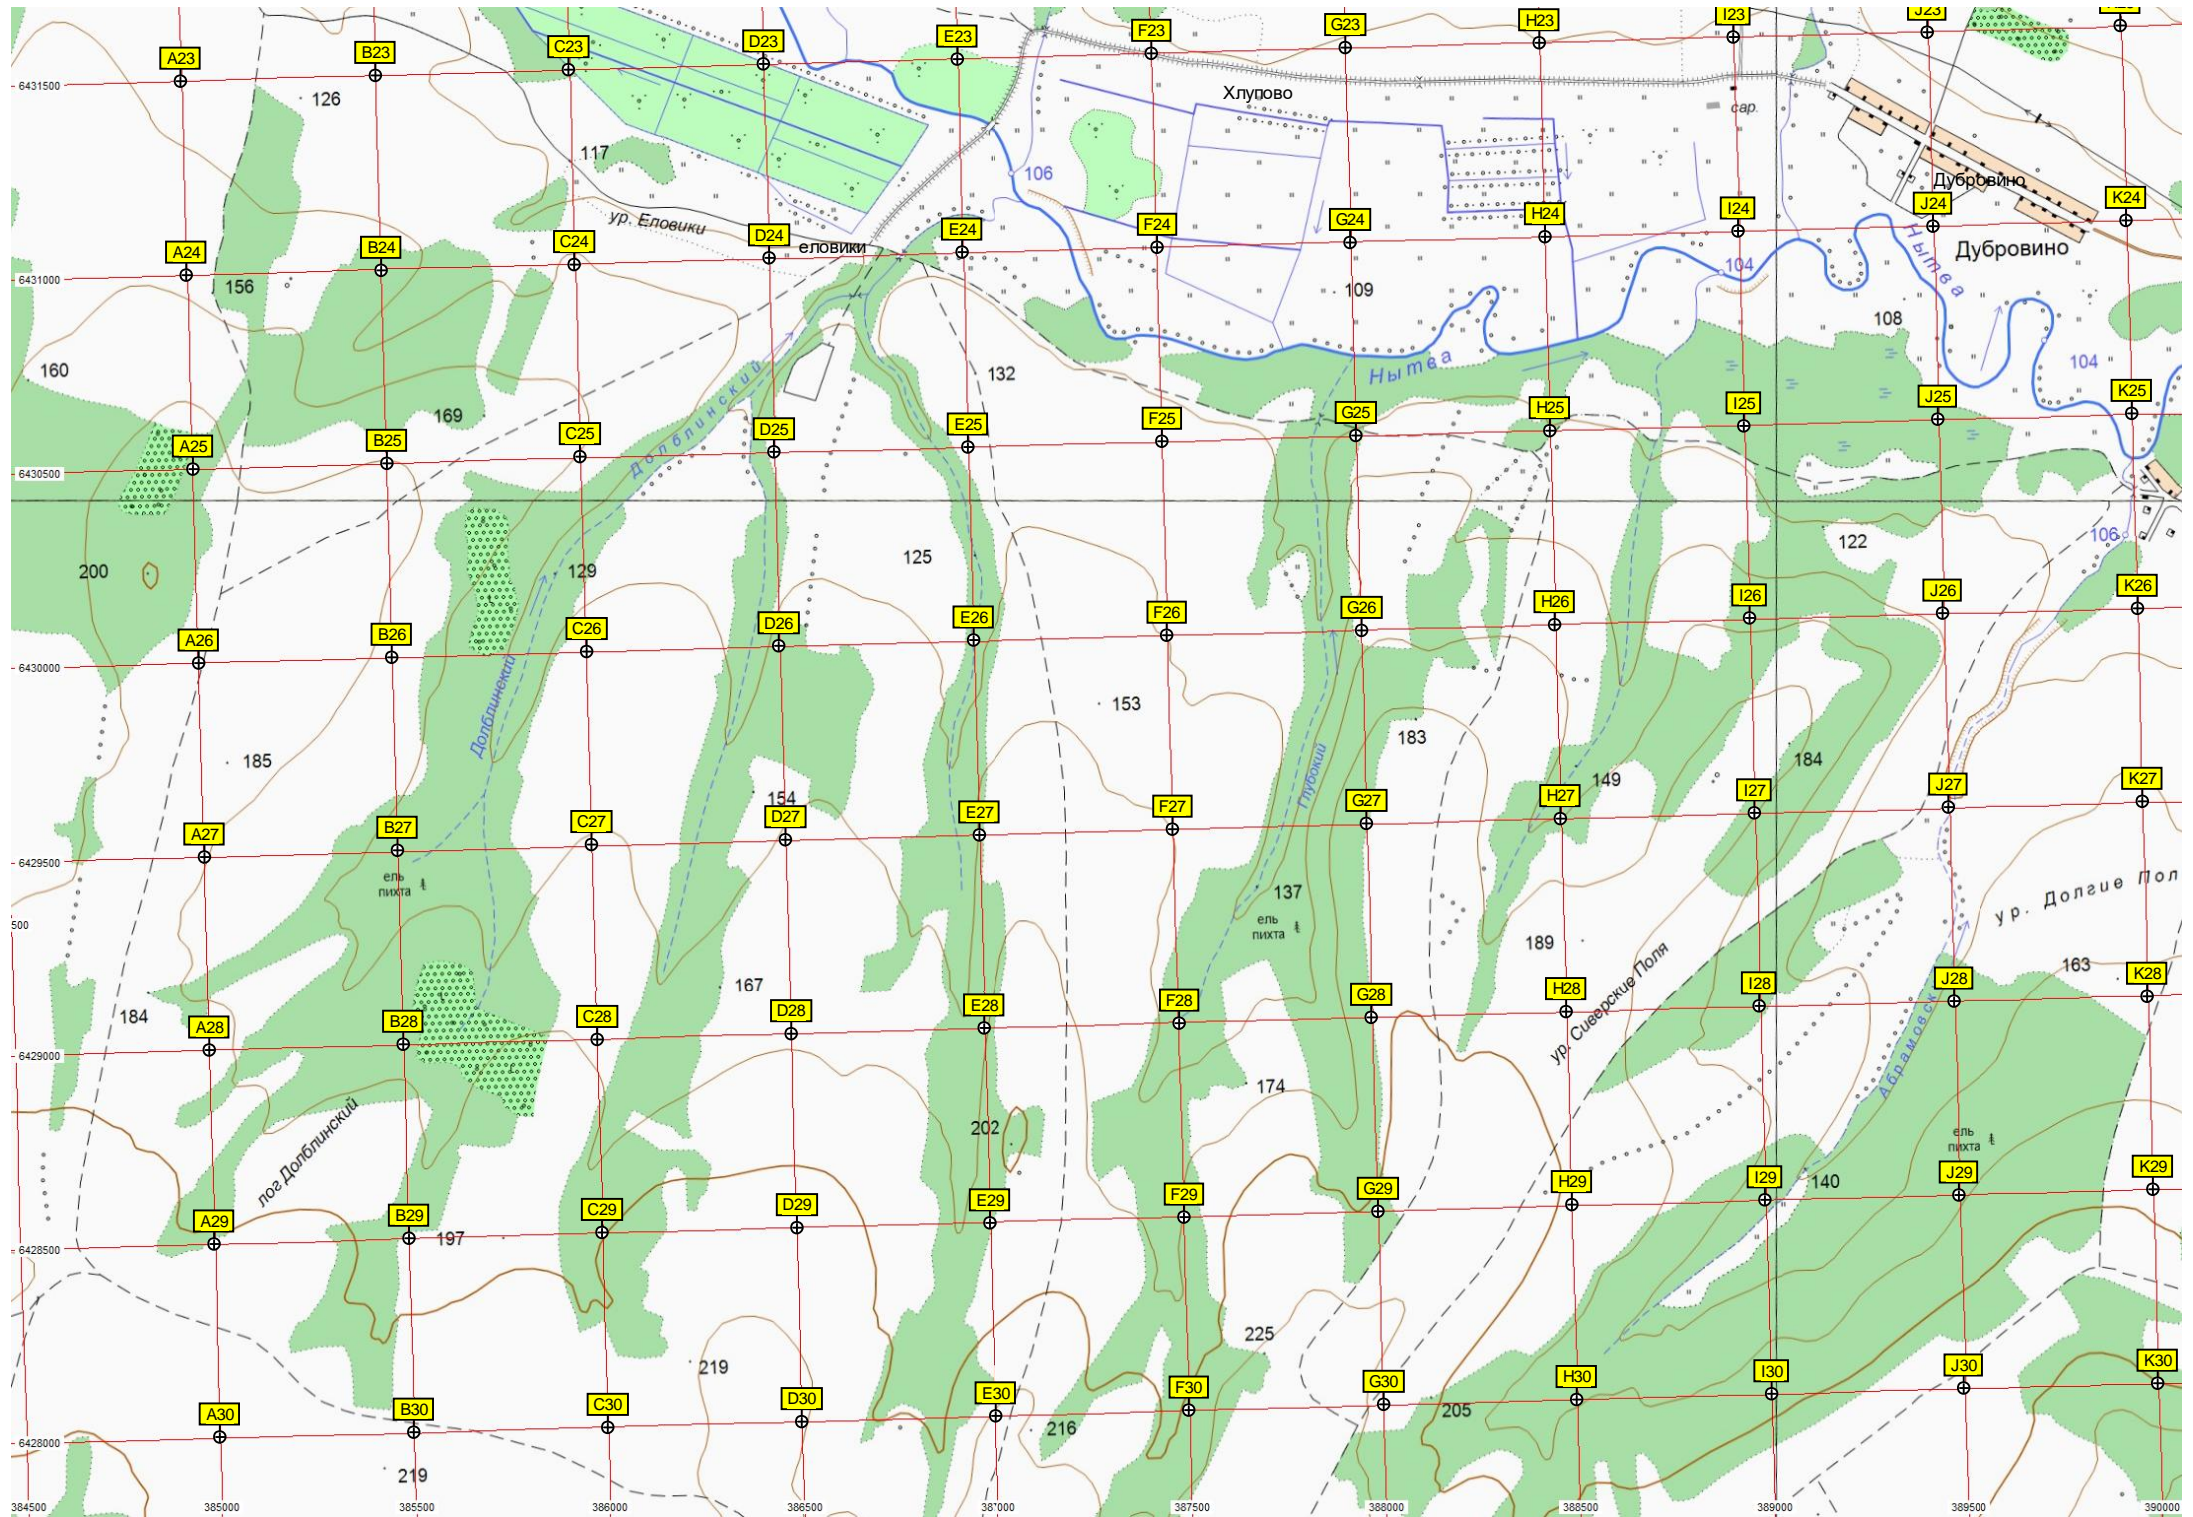 A23
B23
C23
D23
E23
F23
G23
H23
I23
J23
6431500
126
117
Хлупово
сар.
106
Дубровино
ур. Еловики
еловики
A24
B24
C24
D24
E24
F24
G24
H24
I24
J24
K24
Нытва
Дубровино
6431000
156
109
104
108
160
132
Нытва
104
169
Долблинский
A25
B25
C25
D25
E25
F25
G25
H25
I25
J25
K25
6430500
200
129
125
122
106
A26
B26
C26
D26
E26
F26
G26
H26
I26
J26
K26
6430000
Долблинский
153
183
185
Глубокий
149
184
154
A27
B27
C27
D27
E27
F27
G27
H27
I27
J27
K27
6429500
ель
пихта
137
ель
пихта
ур. Долгие Пол
500
189
ур. Сиверские Поля
163
184
167
A28
B28
C28
D28
E28
F28
G28
H28
I28
J28
K28
6429000
Абрамовск
174
202
лог Долблинский
ель
пихта
140
A29
B29
C29
D29
E29
F29
G29
H29
I29
J29
K29
6428500
197
225
219
A30
B30
C30
D30
E30
F30
G30
H30
I30
J30
K30
6428000
216
205
219
384500
385000
385500
386000
386500
387000
387500
388000
388500
389000
389500
390000